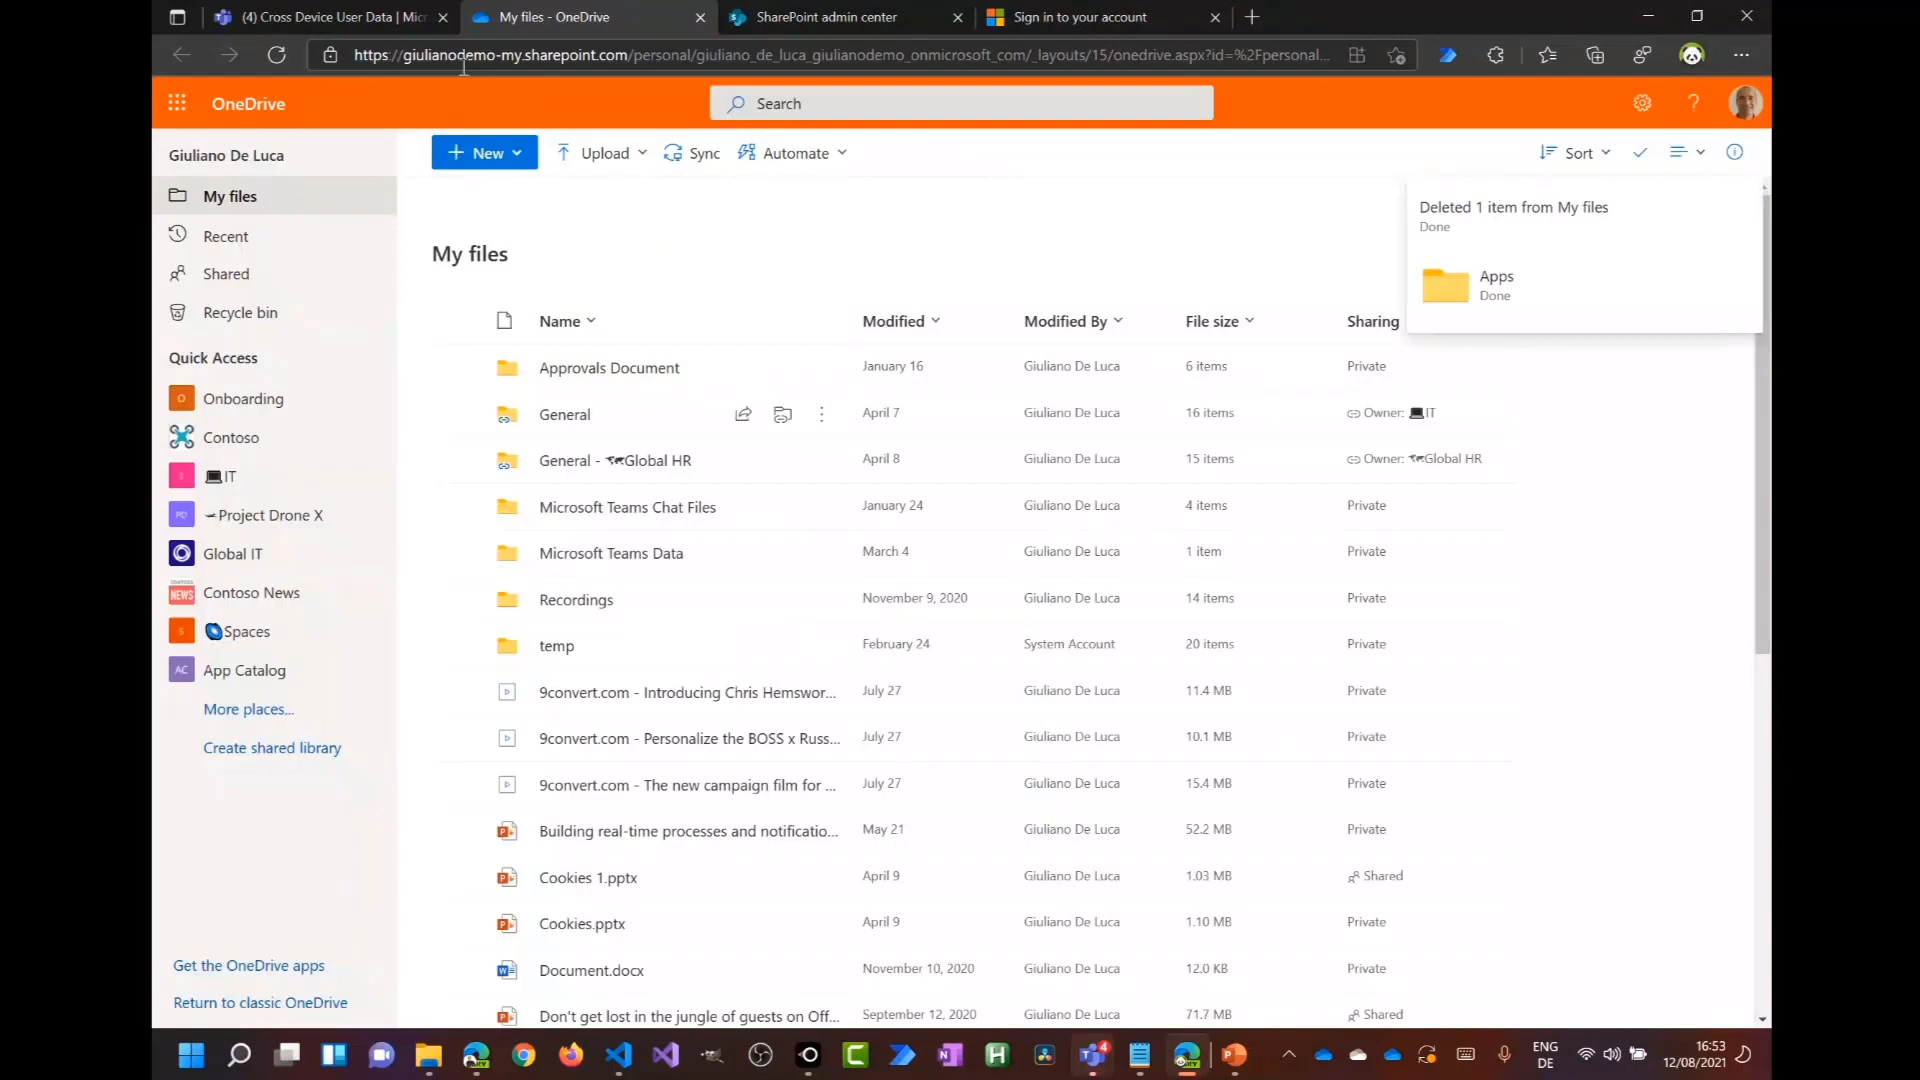 (4) Cross Device User Data | Micr
My files - OneDrive
SharePoint admin center
Sign in to your account
https://giulianodemo-my.sharepoint.com/personal/giuliano_de_luca_giulianodemo_onmicrosoft_com/_layouts/15/onedrive.aspx?id=%2Fpersonal...
OneDrive
Search
Giuliano De Luca
My files
Recent
Shared
Recycle bin
Quick Access
O
Onboarding
Contoso
IT
PD
Project Drone X
Global IT
NEWS
Contoso News
S
Spaces
AC
App Catalog
More places...
Create shared library
Get the OneDrive apps
Return to classic OneDrive
New
Upload
Sync
Automate
Sort
Deleted 1 item from My files
Done
Apps
Done
My files
Name Modified Modified By File size Sharing
Approvals Document January 16 Giuliano De Luca 6 items Private
General April 7 Giuliano De Luca 16 items Owner: IT
General - Global HR April 8 Giuliano De Luca 15 items Owner: Global HR
Microsoft Teams Chat Files January 24 Giuliano De Luca 4 items Private
Microsoft Teams Data March 4 Giuliano De Luca 1 item Private
Recordings November 9, 2020 Giuliano De Luca 14 items Private
temp February 24 System Account 20 items Private
9convert.com - Introducing Chris Hemswor... July 27 Giuliano De Luca 11.4 MB Private
9convert.com - Personalize the BOSS x Russ... July 27 Giuliano De Luca 10.1 MB Private
9convert.com - The new campaign film for ... July 27 Giuliano De Luca 15.4 MB Private
Building real-time processes and notificatio... May 21 Giuliano De Luca 52.2 MB Private
Cookies 1.pptx April 9 Giuliano De Luca 1.03 MB Shared
Cookies.pptx April 9 Giuliano De Luca 1.10 MB Private
Document.docx November 10, 2020 Giuliano De Luca 12.0 KB Private
Don't get lost in the jungle of guests on Off... September 12, 2020 Giuliano De Luca 71.7 MB Shared
4
ENG
DE
16:53
12/08/2021